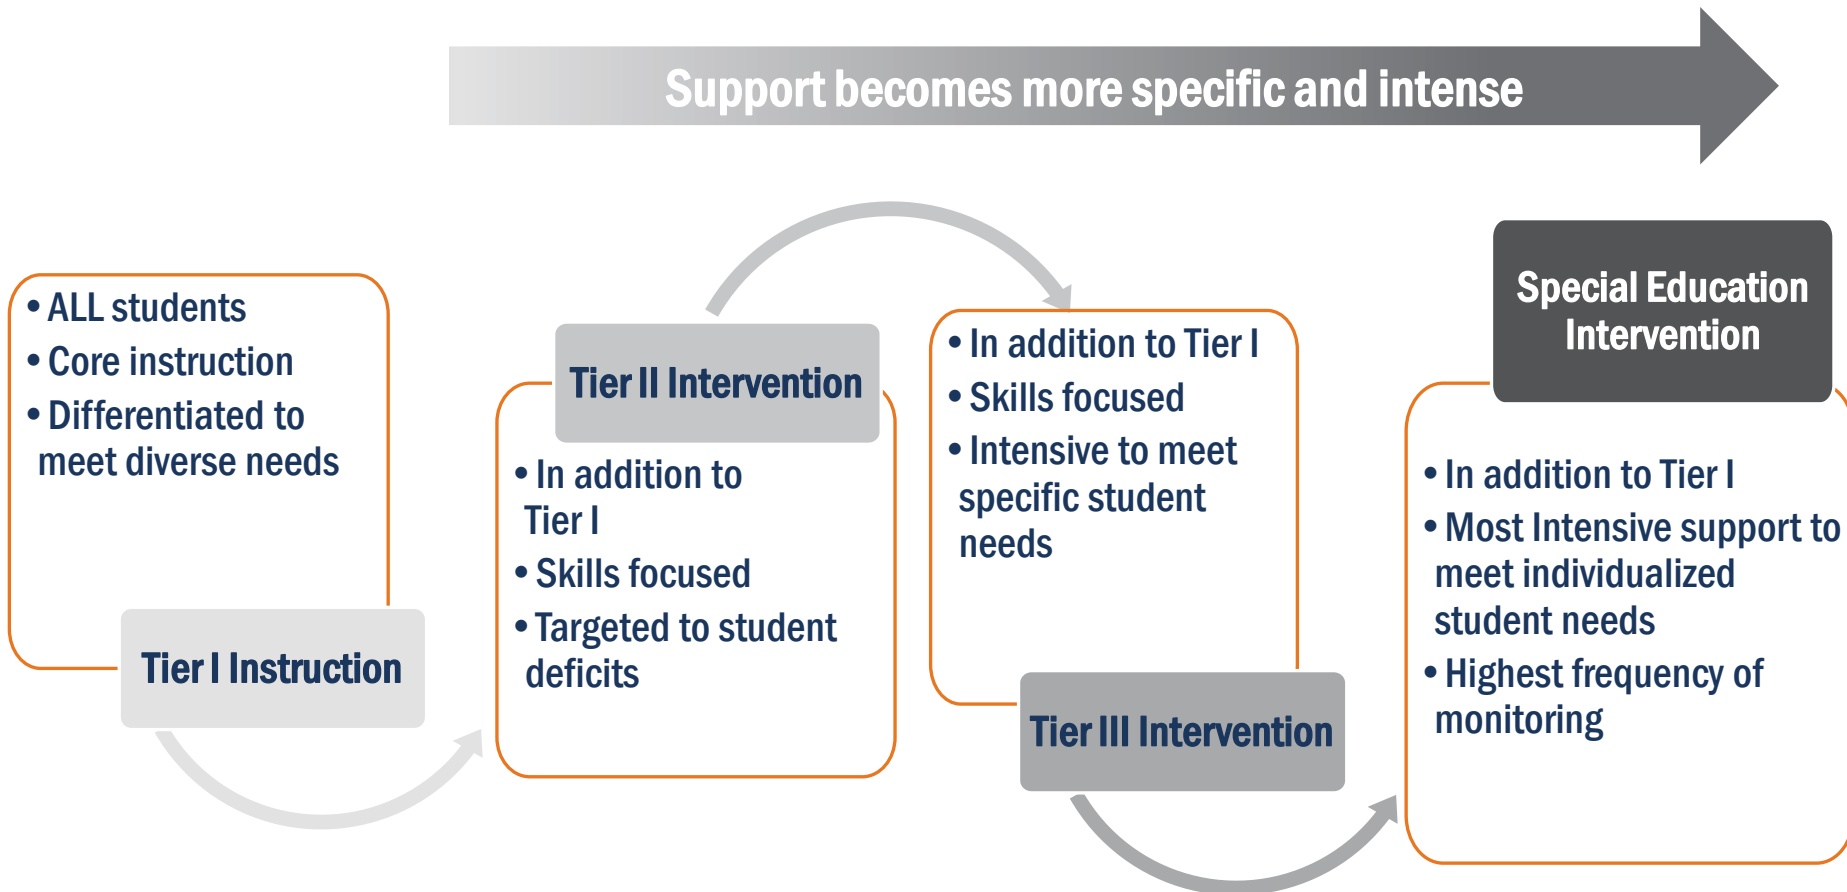 Support becomes more specific and intense
• ALL students
• Core instruction
• Differentiated to
meet diverse needs
Tier I Instruction
Tier II Intervention
• In addition to
Tier I
• Skills focused
• Targeted to student
deficits
• In addition to Tier I
• Skills focused
• Intensive to meet
specific student
needs
Tier III Intervention
Special Education
Intervention
• In addition to Tier I
• Most Intensive support to
meet individualized
student needs
• Highest frequency of
monitoring